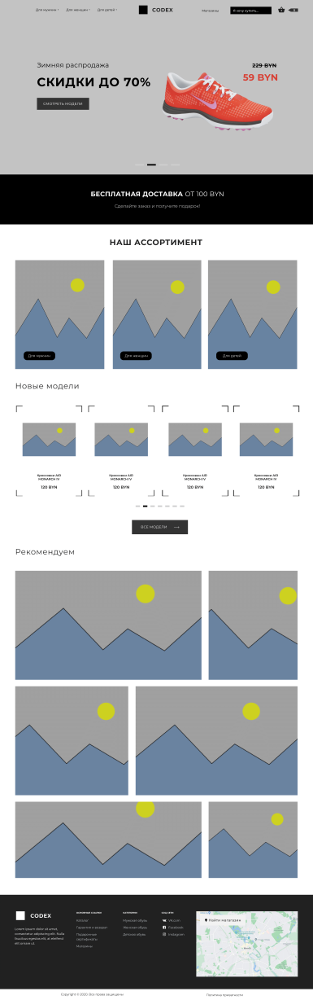 Для мужчин
Для женщин
Для детей
CODEX
Магазины
Я хочу купить...
Зимняя распродажа
СКИДКИ ДО 70%
СМОТРЕТЬ МОДЕЛИ
229 BYN
59 BYN
БЕСПЛАТНАЯ ДОСТАВКА ОТ 100 BYN
Сделайте заказ и получите подарок!
НАШ АССОРТИМЕНТ
Для мужчин
Для женщин
Для детей
Новые модели
Кроссовки AIR
MONARCH IV
120 BYN
Кроссовки AIR
MONARCH IV
120 BYN
Кроссовки AIR
MONARCH IV
120 BYN
Кроссовки AIR
MONARCH IV
120 BYN
ВСЕ МОДЕЛИ
Рекомендуем
CODEX
Lorem ipsum dolor sit amet,
consectetur adipiscing elit. Nulla
faucibus egestas elit, at eleifend
elit ornare ut.
ОСНОВНЫЕ ССЫЛКИ
Каталог
Гарантия и возврат
Подарочные
сертификаты
Магазины
КАТЕГОРИИ
Мужская обувь
Женская обувь
Детская обувь
СОЦ СЕТИ
VK.com
Facebook
Instagram
Найти магазин
Copyright © 2020. Все права защищены
Политика приватности